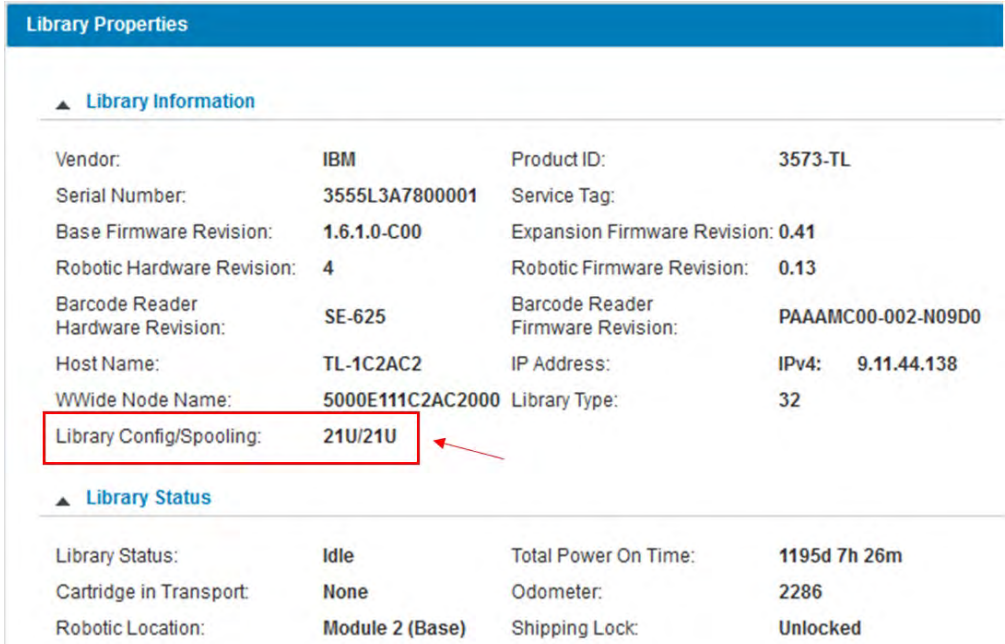 Library Properties
Library Information
Vendor: IBM Product ID: 3573-TL
Serial Number: 3555L3A7800001 Service Tag:
Base Firmware Revision: 1.6.1.0-C00 Expansion Firmware Revision: 0.41
Robotic Hardware Revision: 4 Robotic Firmware Revision: 0.13
Barcode Reader
Hardware Revision: SE-625 Barcode Reader
Firmware Revision: PAAAMC00-002-N09D0
Host Name: TL-1C2AC2 IP Address: IPv4: 9.11.44.138
WWide Node Name: 5000E111C2AC2000 Library Type: 32
Library Config/Spooling: 21U/21U
Library Status
Library Status: Idle Total Power On Time: 1195d 7h 26m
Cartridge in Transport: None Odometer: 2286
Robotic Location: Module 2 (Base) Shipping Lock: Unlocked